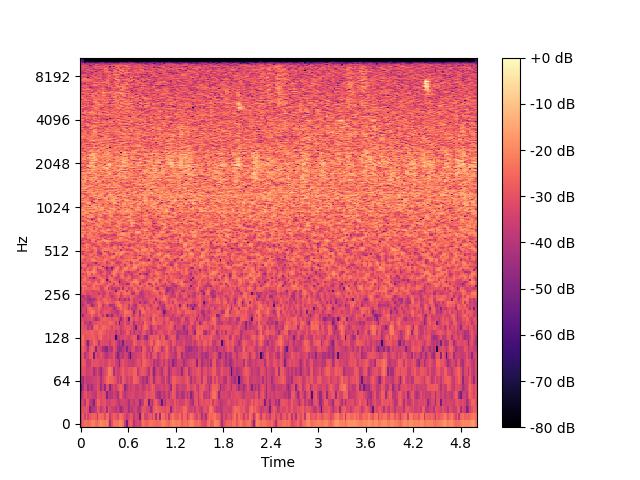 8192
4096
2048
1024
512
256
128
64
0
Hz
0 0.6 1.2 1.8 2.4 3 3.6 4.2 4.8
Time
+0 dB
-10 dB
-20 dB
-30 dB
-40 dB
-50 dB
-60 dB
-70 dB
-80 dB